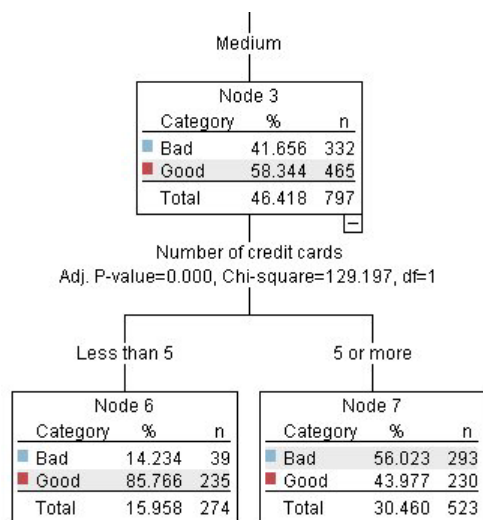 Medium
Node 3
Category % n
Bad 41.656 332
Good 58.344 465
Total 46.418 797
Number of credit cards
Adj. P-value=0.000, Chi-square=129.197, df=1
Less than 5
5 or more
Node 6
Category % n
Bad 14.234 39
Good 85.766 235
Total 15.958 274
Node 7
Category % n
Bad 56.023 293
Good 43.977 230
Total 30.460 523